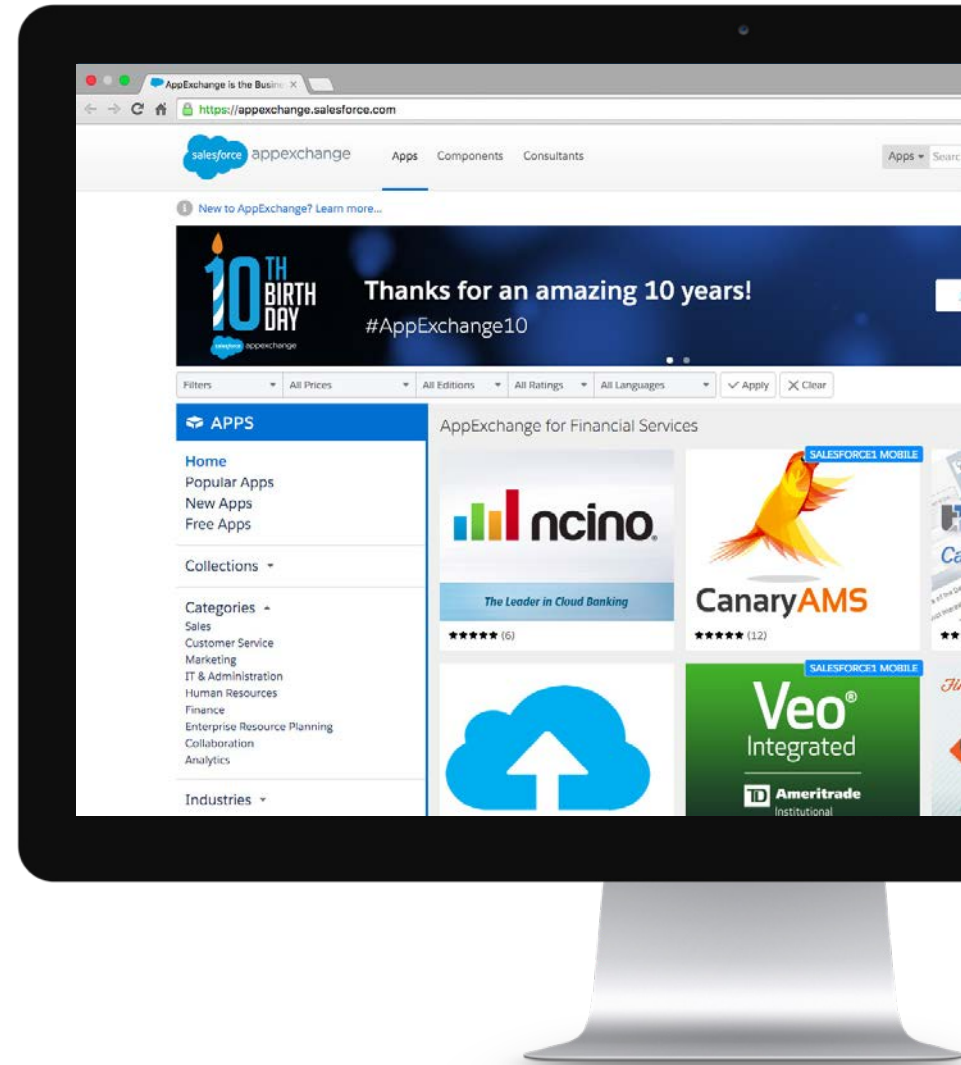 AppExchange is the Busin
https://appexchange.salesforce.com
salesforce appexchange Apps Components Consultants Apps Searc
New to AppExchange? Learn more...
10TH BIRTHDAY
salesforce appexchange
Thanks for an amazing 10 years!
#AppExchange10
Filters All Prices All Editions All Ratings All Languages Apply Clear
APPS
Home
Popular Apps
New Apps
Free Apps
Collections
Categories
Sales
Customer Service
Marketing
IT & Administration
Human Resources
Finance
Enterprise Resource Planning
Collaboration
Analytics
Industries
AppExchange for Financial Services
ncino.
The Leader in Cloud Banking
(6)
SALESFORCE1 MOBILE
CanaryAMS
(12)
SALESFORCE1 MOBILE
Veo®
Integrated
TD Ameritrade
Institutional